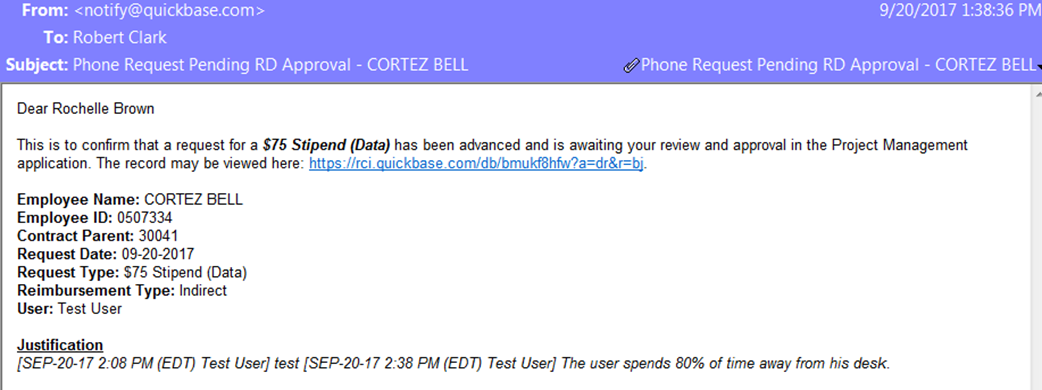 From: <notify@quickbase.com> 9/20/2017 1:38:36 PM
To: Robert Clark
Subject: Phone Request Pending RD Approval - CORTEZ BELL Phone Request Pending RD Approval - CORTEZ BELL
Dear Rochelle Brown
This is to confirm that a request for a $75 Stipend (Data) has been advanced and is awaiting your review and approval in the Project Management
application. The record may be viewed here: https://rci.quickbase.com/db/bmukf8hfw?a=dr&r=bj.
Employee Name: CORTEZ BELL
Employee ID: 0507334
Contract Parent: 30041
Request Date: 09-20-2017
Request Type: $75 Stipend (Data)
Reimbursement Type: Indirect
User: Test User
Justification
[SEP-20-17 2:08 PM (EDT) Test User] test [SEP-20-17 2:38 PM (EDT) Test User] The user spends 80% of time away from his desk.